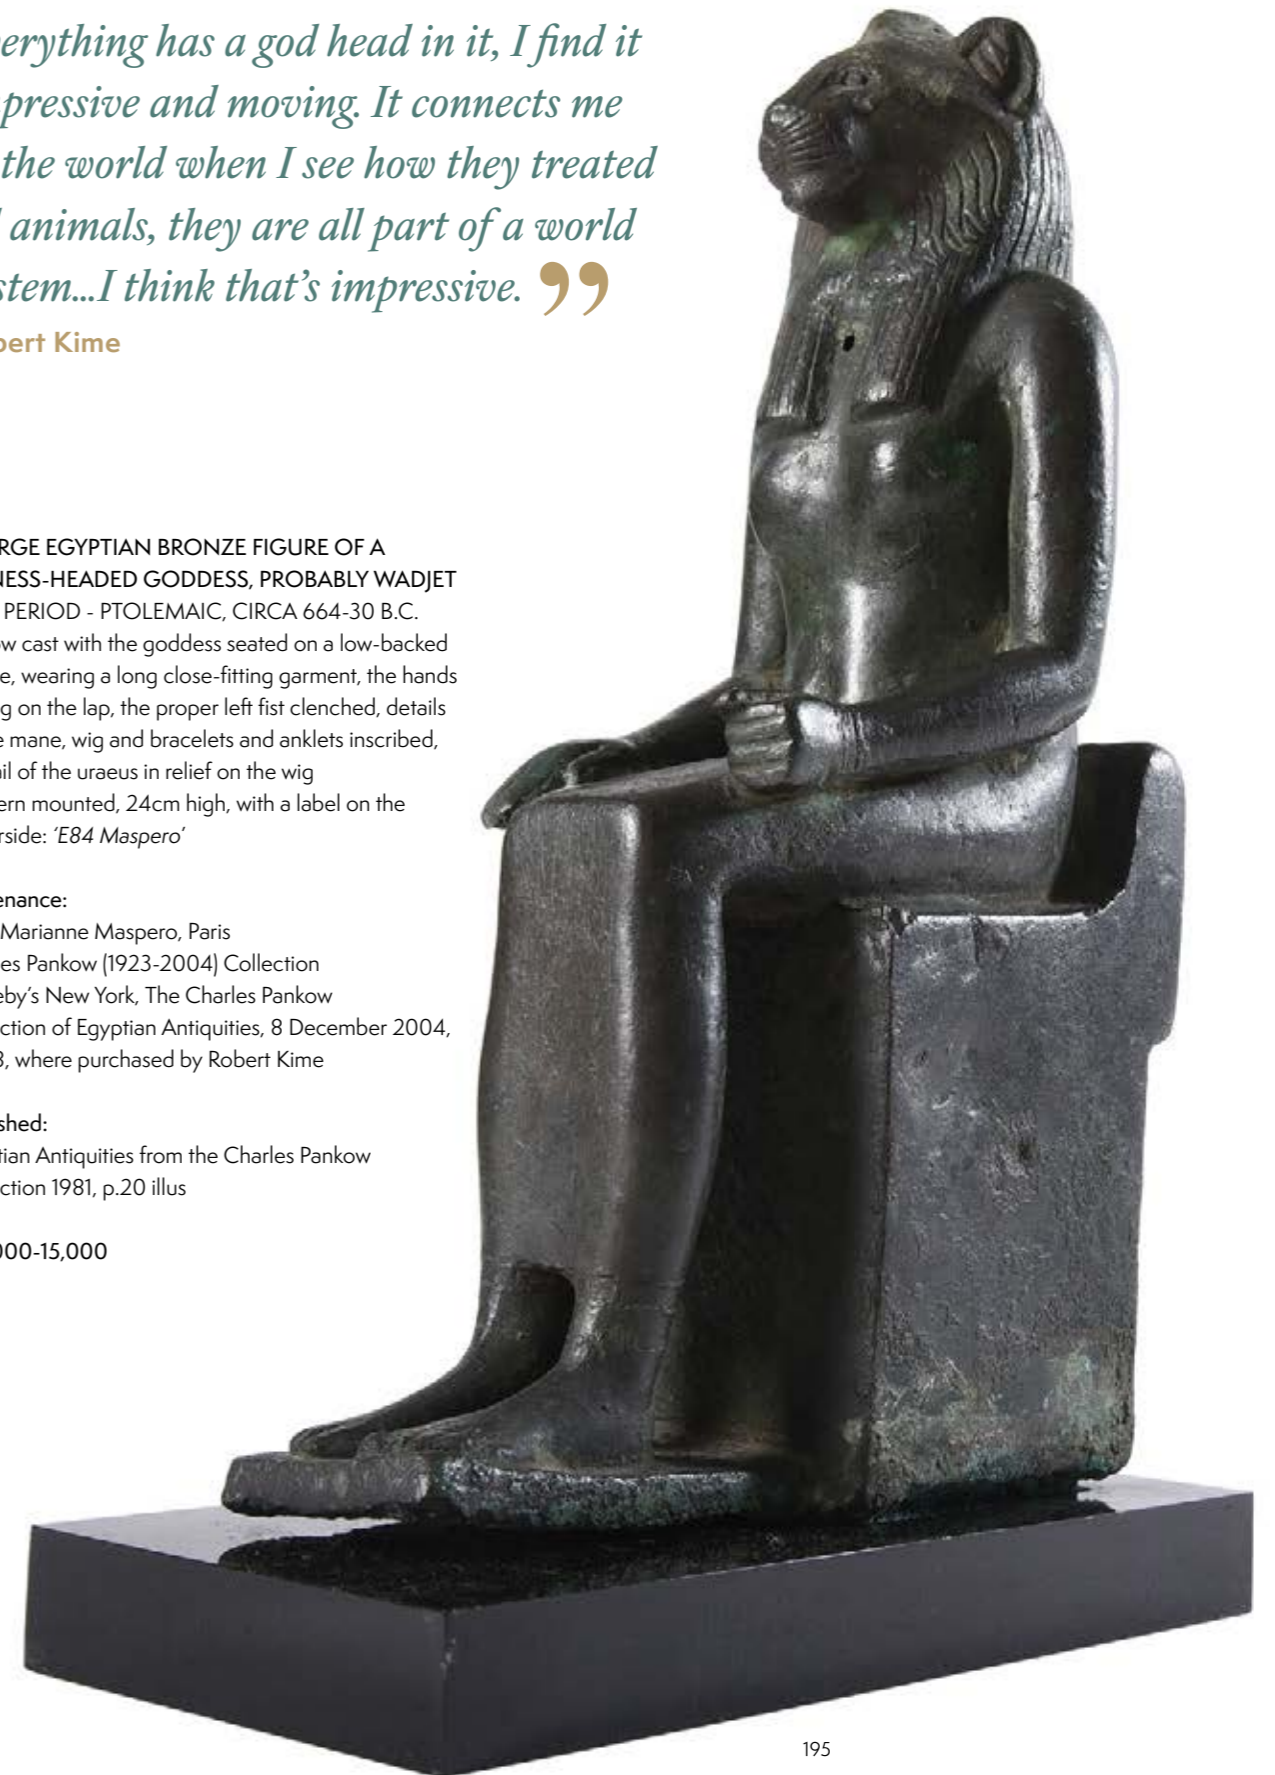 erything has a god head in it, I find it
pressive and moving. It connects me
the world when I see how they treated
animals, they are all part of a world
stem...I think that’s impressive. ”
bert Kime
RGE EGYPTIAN BRONZE FIGURE OF A
NESS-HEADED GODDESS, PROBABLY WADJET
PERIOD - PTOLEMAIC, CIRCA 664-30 B.C.
ow cast with the goddess seated on a low-backed
e, wearing a long close-fitting garment, the hands
g on the lap, the proper left fist clenched, details
e mane, wig and bracelets and anklets inscribed,
ail of the uraeus in relief on the wig
ern mounted, 24cm high, with a label on the
rside: ‘E84 Maspero’
enance:
Marianne Maspero, Paris
es Pankow (1923-2004) Collection
eby’s New York, The Charles Pankow
ction of Egyptian Antiquities, 8 December 2004,
3, where purchased by Robert Kime
shed:
tian Antiquities from the Charles Pankow
ction 1981, p.20 illus
000-15,000
195